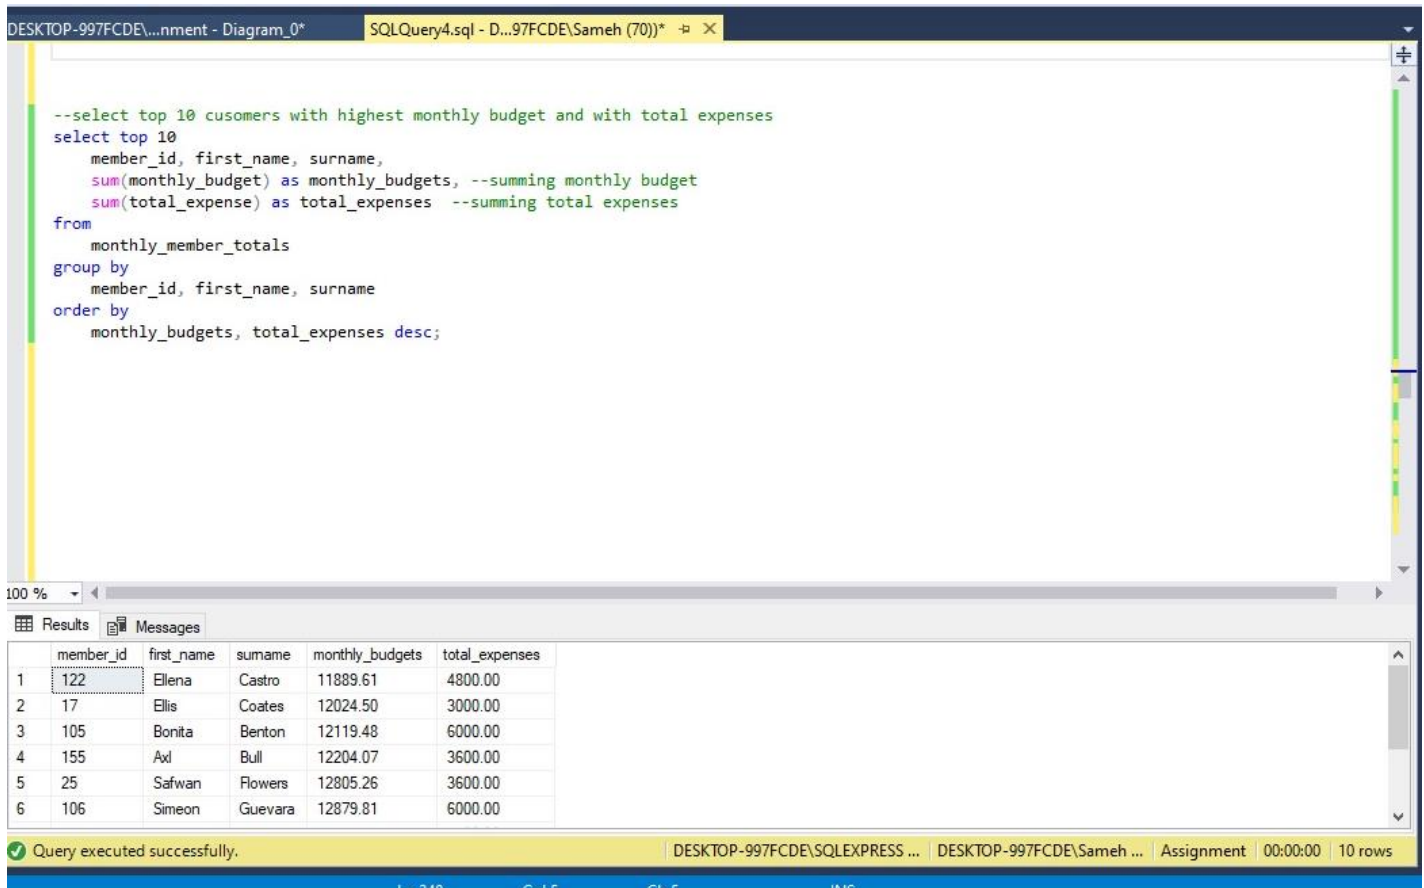 DESKTOP-997FCDE\...nment - Diagram_0*
SQLQuery4.sql - D...97FCDE\Sameh (70))*
--select top 10 cusomers with highest monthly budget and with total expenses
select top 10
member_id, first_name, surname,
sum(monthly_budget) as monthly_budgets, --summing monthly budget
sum(total_expense) as total_expenses --summing total expenses
from
monthly_member_totals
group by
member_id, first_name, surname
order by
monthly_budgets, total_expenses desc;
100 %
Results Messages
member_id first_name surname monthly_budgets total_expenses
1 122 Ellena Castro 11889.61 4800.00
2 17 Ellis Coates 12024.50 3000.00
3 105 Bonita Benton 12119.48 6000.00
4 155 Axl Bull 12204.07 3600.00
5 25 Safwan Flowers 12805.26 3600.00
6 106 Simeon Guevara 12879.81 6000.00
Query executed successfully. DESKTOP-997FCDE\SQLEXPRESS ... DESKTOP-997FCDE\Sameh ... Assignment 00:00:00 10 rows